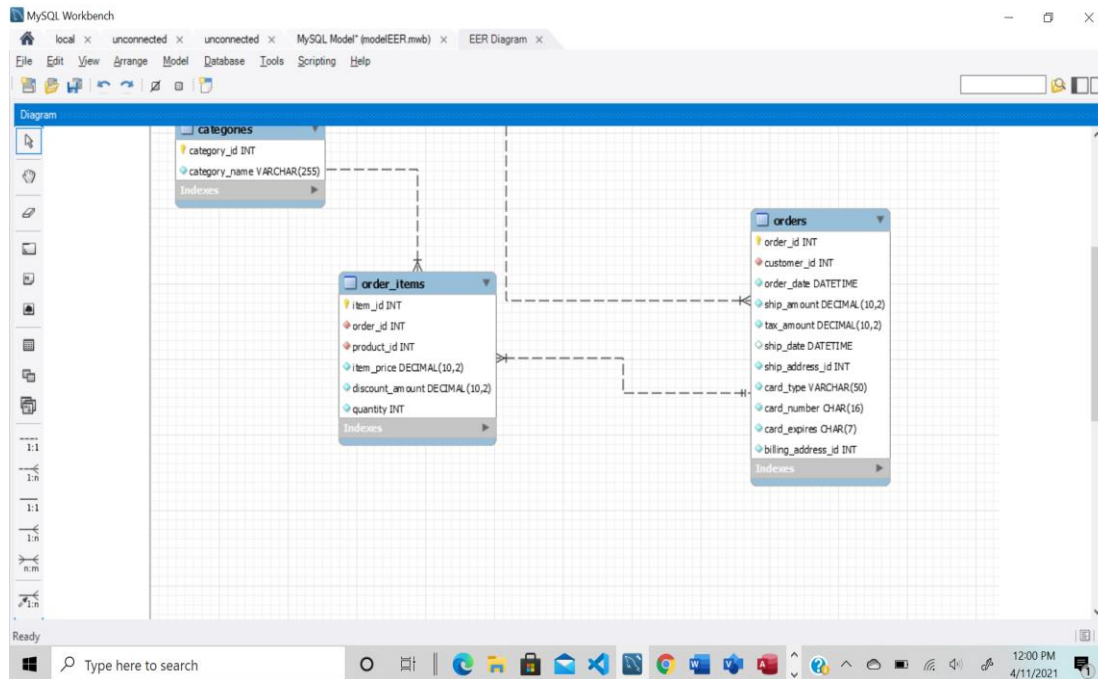 MySQL Workbench
local × unconnected × unconnected × MySQL Model* (modelEER.mwb) × EER Diagram ×
File Edit View Arrange Model Database Tools Scripting Help
Diagram
categories
category_id INT
category_name VARCHAR(255)
Indexes
orders
order_id INT
customer_id INT
order_date DATETIME
ship_amount DECIMAL(10,2)
tax_amount DECIMAL(10,2)
ship_date DATETIME
ship_address_id INT
card_type VARCHAR(50)
card_number CHAR(16)
card_expires CHAR(7)
billing_address_id INT
Indexes
order_items
item_id INT
order_id INT
product_id INT
item_price DECIMAL(10,2)
discount_amount DECIMAL(10,2)
quantity INT
Indexes
1:1
1:n
1:1
1:n
n:m
1:n
Ready
Type here to search
12:00 PM
4/11/2021